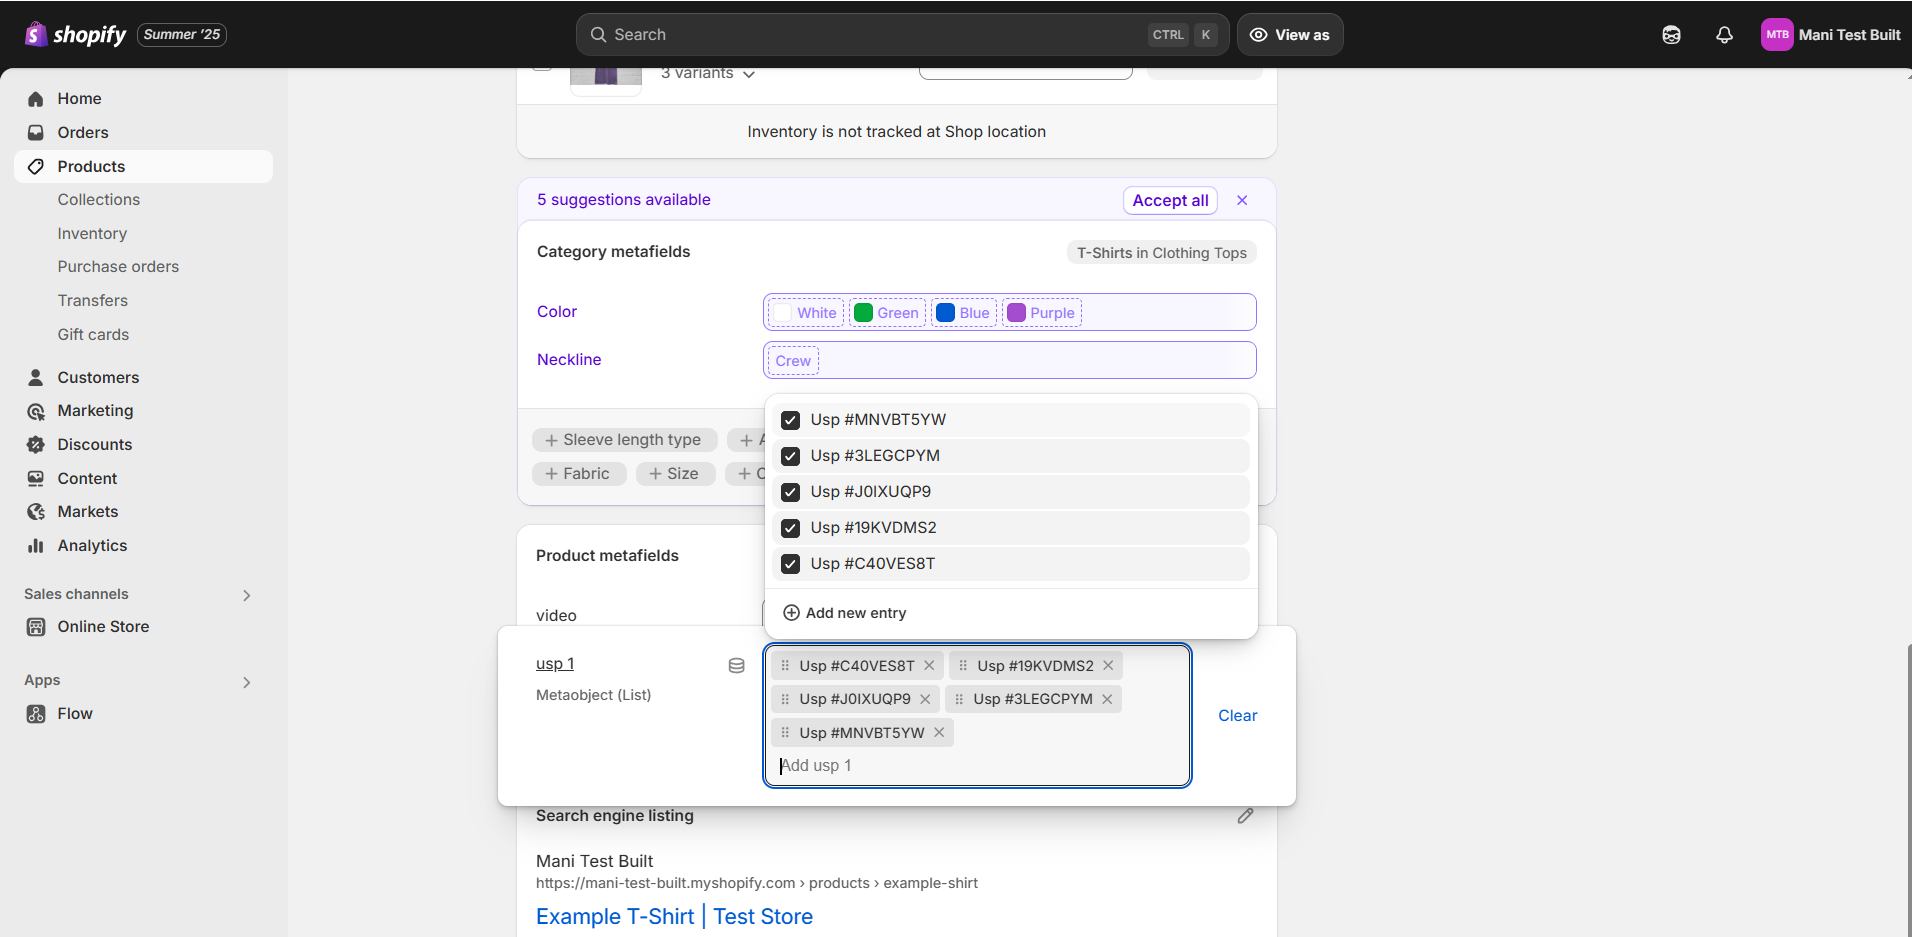 shopify Summer '25
Search CTRL K
View as
MTB Mani Test Built
Home
Orders
Products
Collections
Inventory
Purchase orders
Transfers
Gift cards
Customers
Marketing
Discounts
Content
Markets
Analytics
Sales channels
Online Store
Apps
Flow
3 variants
Inventory is not tracked at Shop location
5 suggestions available
Accept all
Category metafields
T-Shirts in Clothing Tops
Color
White Green Blue Purple
Neckline
Crew
Sleeve length type
Fabric Size
Usp #MNVBT5YW
Usp #3LEGCPYM
Usp #J0IXUQP9
Usp #19KVDMS2
Usp #C40VES8T
Add new entry
Product metafields
video
usp 1
Metaobject (List)
Usp #C40VES8T Usp #19KVDMS2
Usp #J0IXUQP9 Usp #3LEGCPYM
Usp #MNVBT5YW
Add usp 1
Clear
Search engine listing
Mani Test Built
https://mani-test-built.myshopify.com › products › example-shirt
Example T-Shirt | Test Store